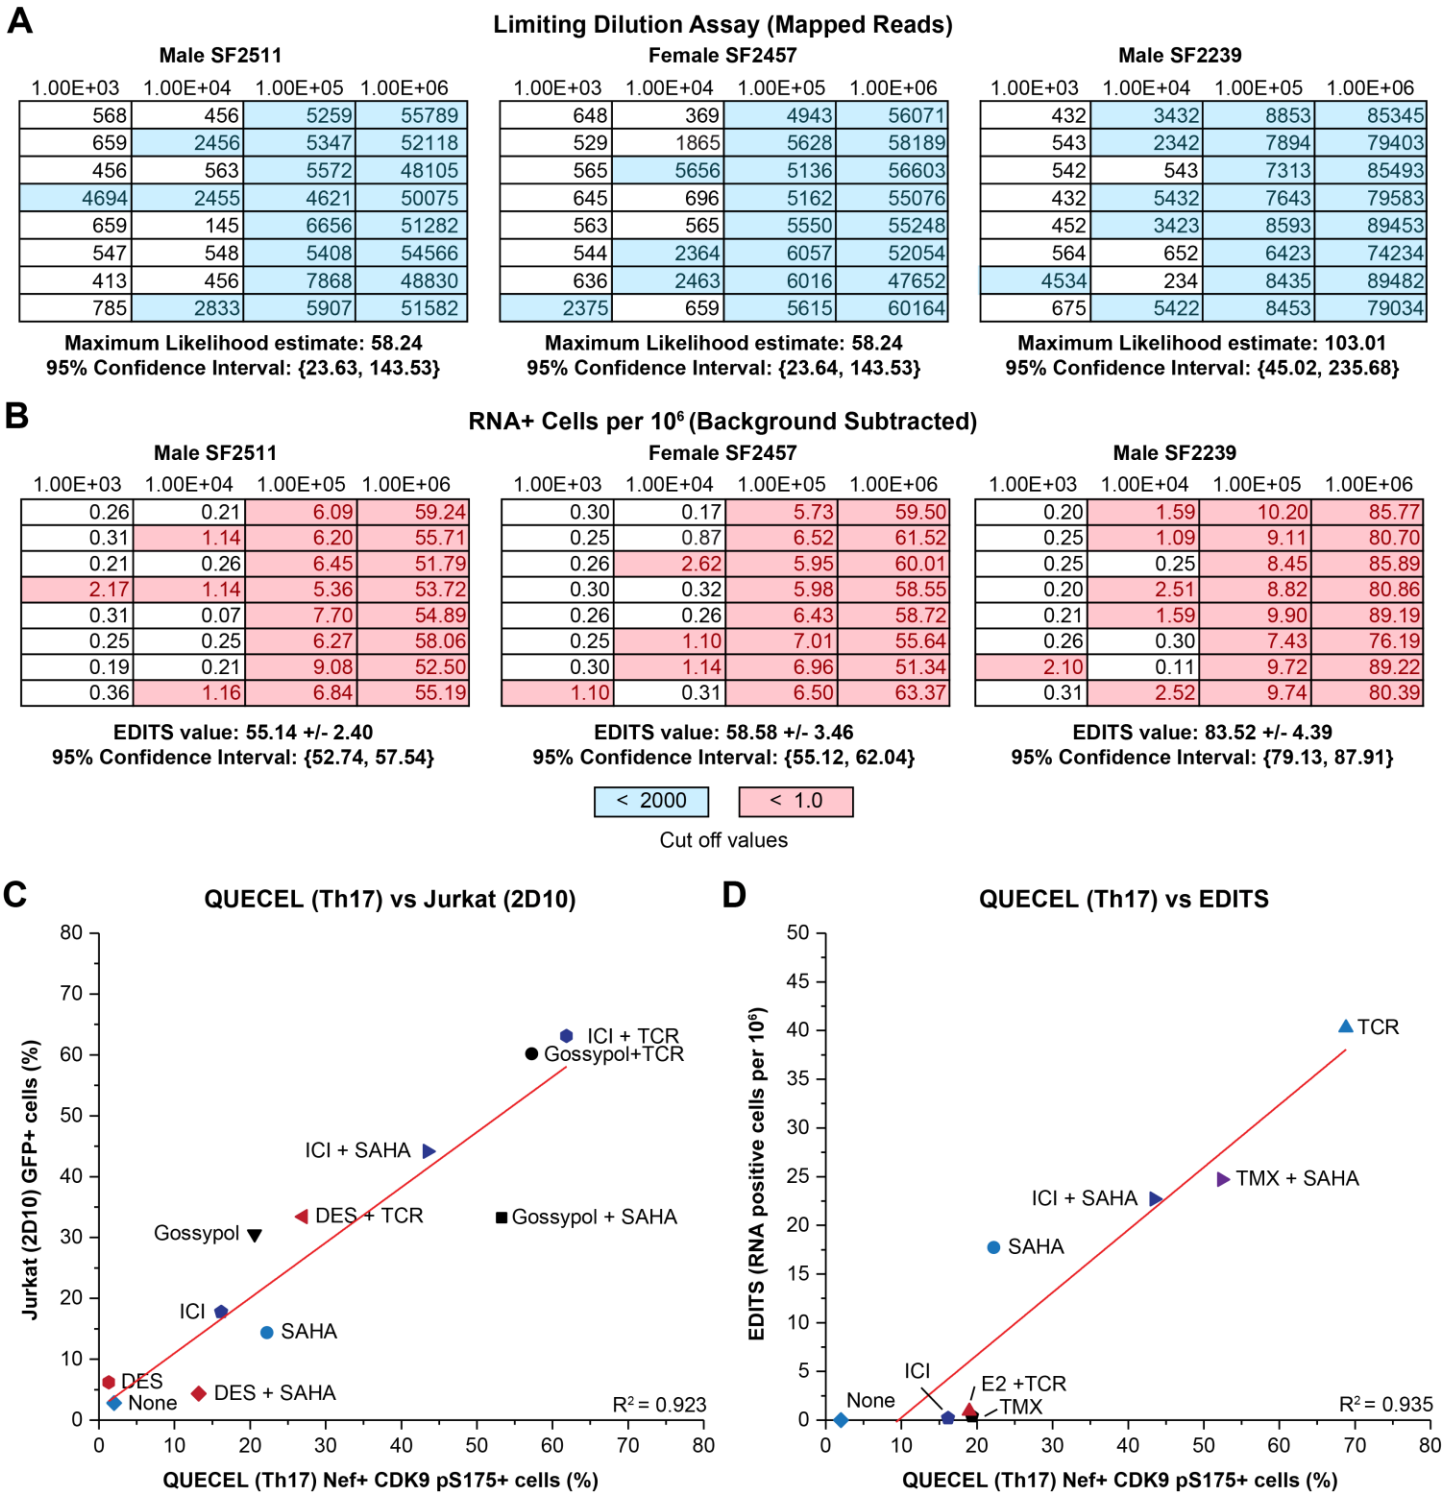 A
Limiting Dilution Assay (Mapped Reads)
Male SF2511 Female SF2457 Male SF2239
1.00E+03 1.00E+04 1.00E+05 1.00E+06 1.00E+03 1.00E+04 1.00E+05 1.00E+06 1.00E+03 1.00E+04 1.00E+05 1.00E+06
568 456 5259 55789 648 369 4943 56071 432 3432 8853 85345
659 2456 5347 52118 529 1865 5628 58189 543 2342 7894 79403
456 563 5572 48105 565 5656 5136 56603 542 543 7313 85493
4694 2455 4621 50075 645 696 5162 55076 432 5432 7643 79583
659 145 6656 51282 563 565 5550 55248 452 3423 8593 89453
547 548 5408 54566 544 2364 6057 52054 564 652 6423 74234
413 456 7868 48830 636 2463 6016 47652 4534 234 8435 89482
785 2833 5907 51582 2375 659 5615 60164 675 5422 8453 79034
Maximum Likelihood estimate: 58.24 Maximum Likelihood estimate: 58.24 Maximum Likelihood estimate: 103.01
95% Confidence Interval: {23.63, 143.53} 95% Confidence Interval: {23.64, 143.53} 95% Confidence Interval: {45.02, 235.68}
B
RNA+ Cells per 10⁶ (Background Subtracted)
Male SF2511 Female SF2457 Male SF2239
1.00E+03 1.00E+04 1.00E+05 1.00E+06 1.00E+03 1.00E+04 1.00E+05 1.00E+06 1.00E+03 1.00E+04 1.00E+05 1.00E+06
0.26 0.21 6.09 59.24 0.30 0.17 5.73 59.50 0.20 1.59 10.20 85.77
0.31 1.14 6.20 55.71 0.25 0.87 6.52 61.52 0.25 1.09 9.11 80.70
0.21 0.26 6.45 51.79 0.26 2.62 5.95 60.01 0.25 0.25 8.45 85.89
2.17 1.14 5.36 53.72 0.30 0.32 5.98 58.55 0.20 2.51 8.82 80.86
0.31 0.07 7.70 54.89 0.26 0.26 6.43 58.72 0.21 1.59 9.90 89.19
0.25 0.25 6.27 58.06 0.25 1.10 7.01 55.64 0.26 0.30 7.43 76.19
0.19 0.21 9.08 52.50 0.30 1.14 6.96 51.34 2.10 0.11 9.72 89.22
0.36 1.16 6.84 55.19 1.10 0.31 6.50 63.37 0.31 2.52 9.74 80.39
EDITS value: 55.14 +/- 2.40 EDITS value: 58.58 +/- 3.46 EDITS value: 83.52 +/- 4.39
95% Confidence Interval: {52.74, 57.54} 95% Confidence Interval: {55.12, 62.04} 95% Confidence Interval: {79.13, 87.91}
< 2000 < 1.0
Cut off values
C
QUECEL (Th17) vs Jurkat (2D10)
80
70
60
50
40
30
20
10
0
Jurkat (2D10) GFP+ cells (%)
ICI + TCR
Gossypol+TCR
ICI + SAHA
DES + TCR
Gossypol + SAHA
Gossypol
ICI
SAHA
DES
DES + SAHA
None
R² = 0.923
0 10 20 30 40 50 60 70 80
QUECEL (Th17) Nef+ CDK9 pS175+ cells (%)
D
QUECEL (Th17) vs EDITS
50
45
40
35
30
25
20
15
10
5
0
EDITS (RNA positive cells per 10⁶)
TCR
TMX + SAHA
ICI + SAHA
SAHA
ICI
E2 +TCR
None
TMX
R² = 0.935
0 10 20 30 40 50 60 70 80
QUECEL (Th17) Nef+ CDK9 pS175+ cells (%)